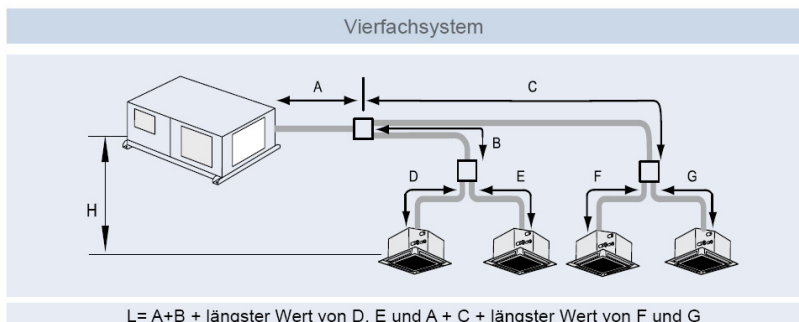 Vierfachsystem
A
C
B
D
E
F
G
H
L= A+B + längster Wert von D, E und A + C + längster Wert von F und G